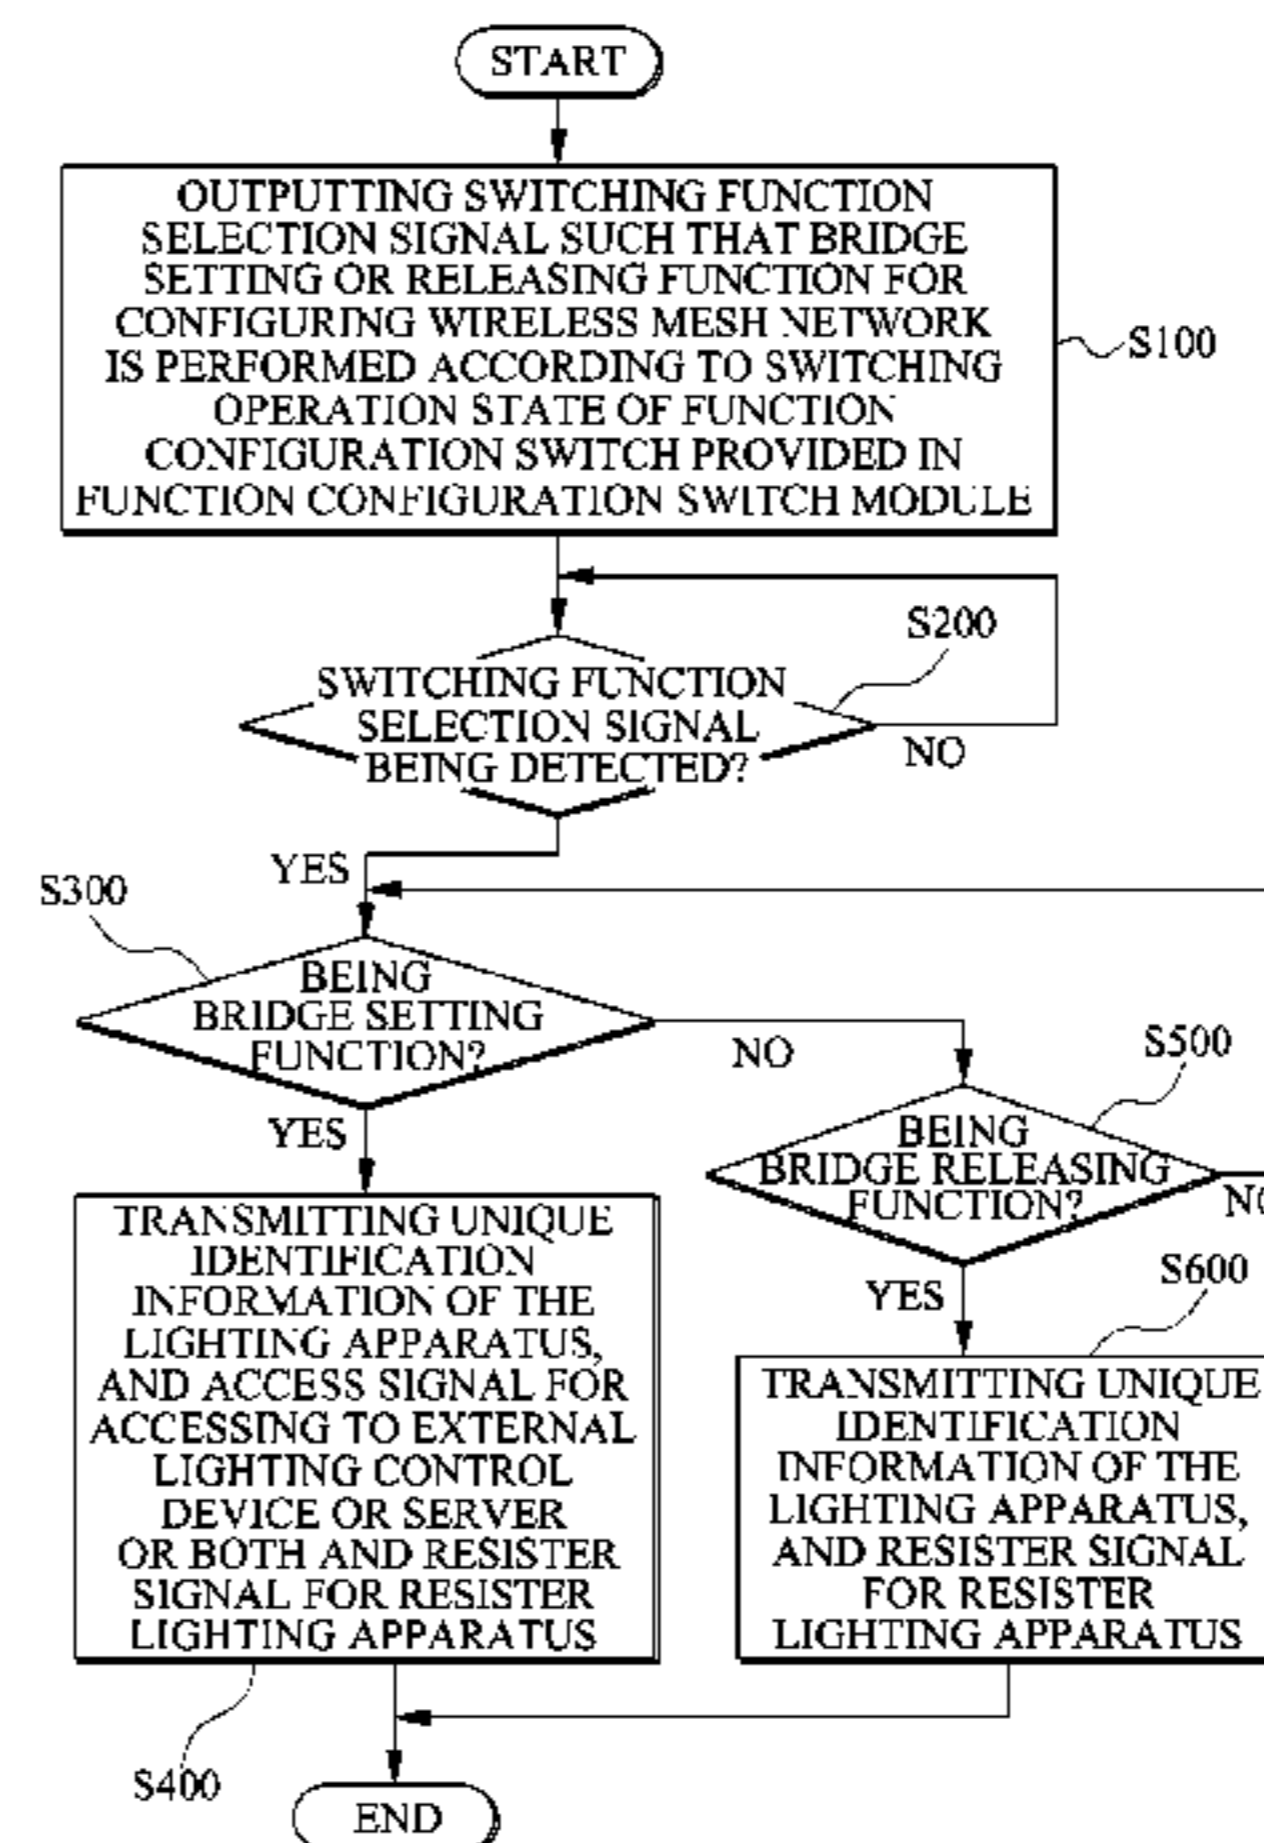 START
OUTPUTTING SWITCHING FUNCTION
SELECTION SIGNAL SUCH THAT BRIDGE
SETTING OR RELEASING FUNCTION FOR
CONFIGURING WIRELESS MESH NETWORK
IS PERFORMED ACCORDING TO SWITCHING
OPERATION STATE OF FUNCTION
CONFIGURATION SWITCH PROVIDED IN
FUNCTION CONFIGURATION SWITCH MODULE
S100
S200
SWITCHING FUNCTION
SELECTION SIGNAL
BEING DETECTED?
NO
YES
S300
BEING
BRIDGE SETTING
FUNCTION?
NO
YES
S500
BEING
BRIDGE RELEASING
FUNCTION?
YES
S600
TRANSMITTING UNIQUE
IDENTIFICATION
INFORMATION OF THE
LIGHTING APPARATUS,
AND ACCESS SIGNAL FOR
ACCESSING TO EXTERNAL
LIGHTING CONTROL
DEVICE OR SERVER
OR BOTH AND RESISTER
SIGNAL FOR RESISTER
LIGHTING APPARATUS
TRANSMITTING UNIQUE
IDENTIFICATION
INFORMATION OF THE
LIGHTING APPARATUS,
AND RESISTER SIGNAL
FOR RESISTER
LIGHTING APPARATUS
S400
END